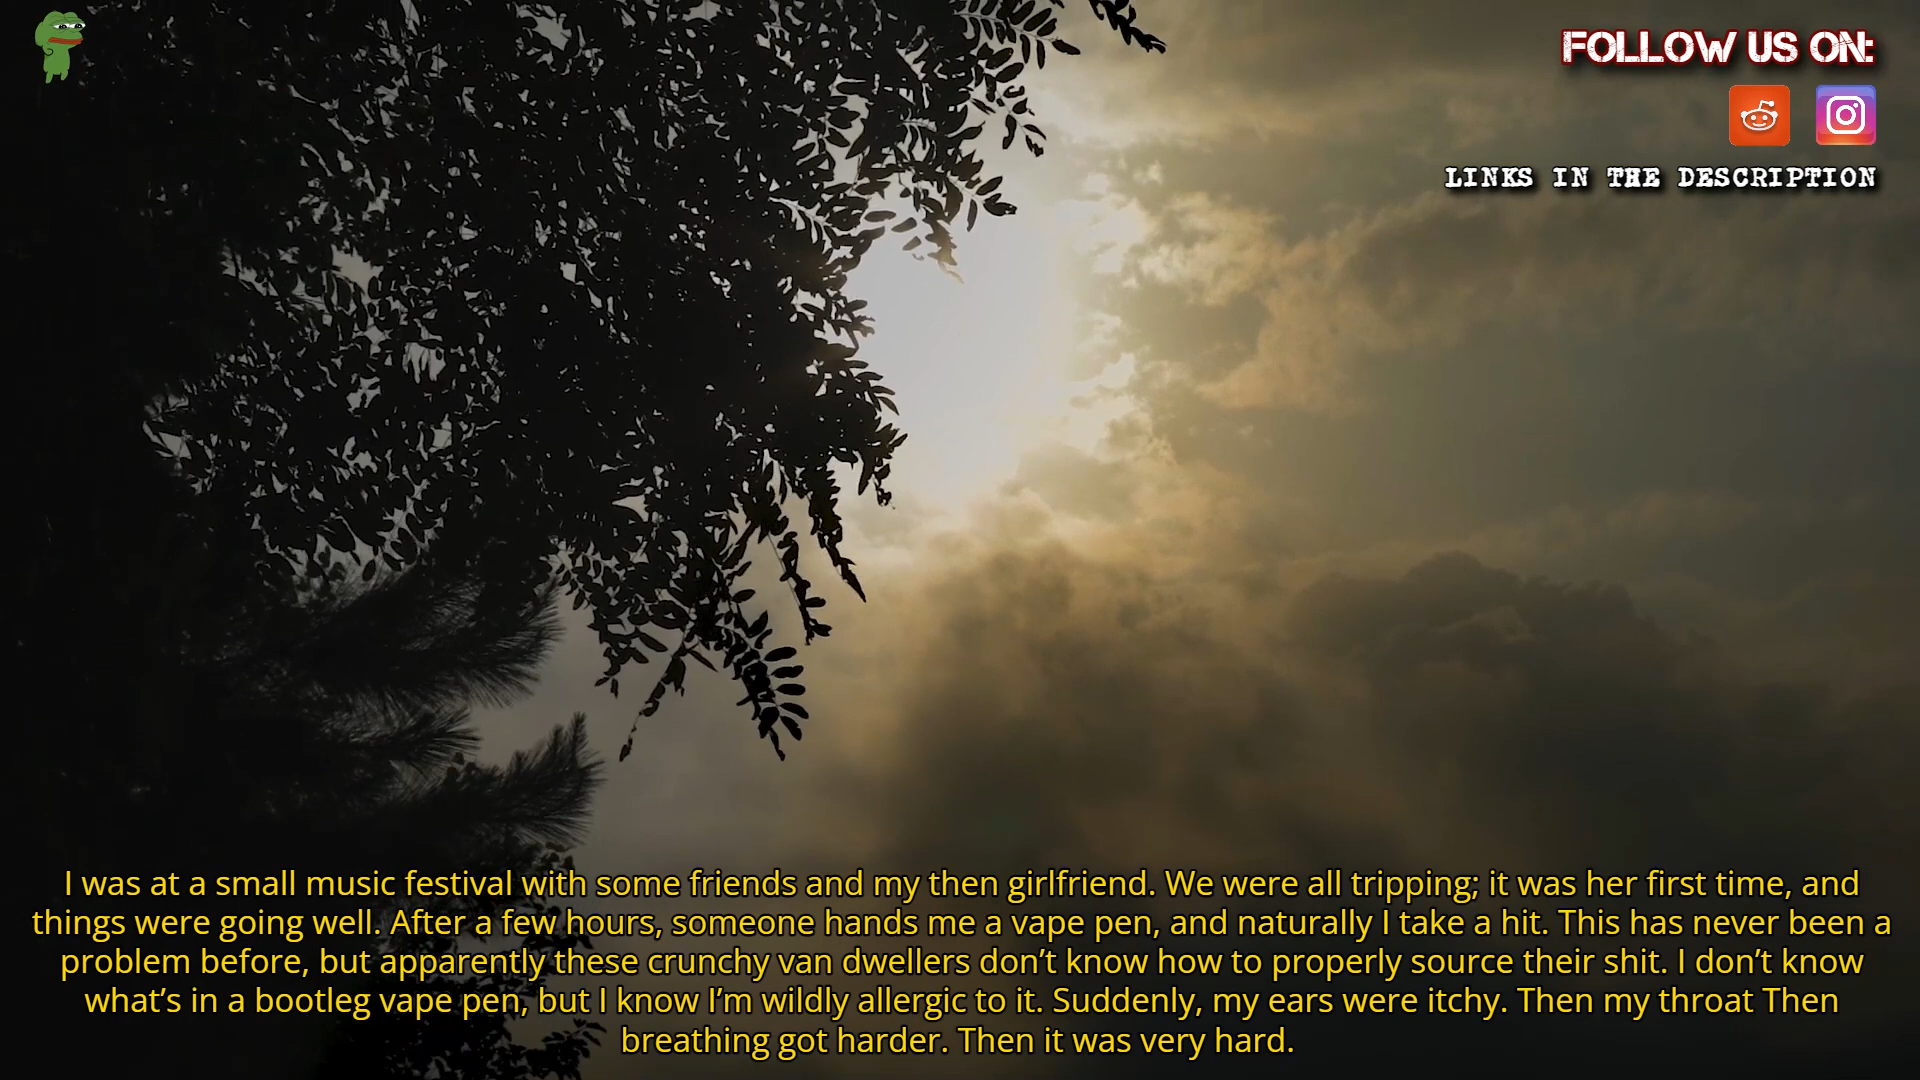 FOLLOW US ON:
LINKS IN THE DESCRIPTION
I was at a small music festival with some friends and my then girlfriend. We were all tripping; it was her first time, and
things were going well. After a few hours, someone hands me a vape pen, and naturally I take a hit. This has never been a
problem before, but apparently these crunchy van dwellers don’t know how to properly source their shit. I don’t know
what’s in a bootleg vape pen, but I know I’m wildly allergic to it. Suddenly, my ears were itchy. Then my throat Then
breathing got harder. Then it was very hard.